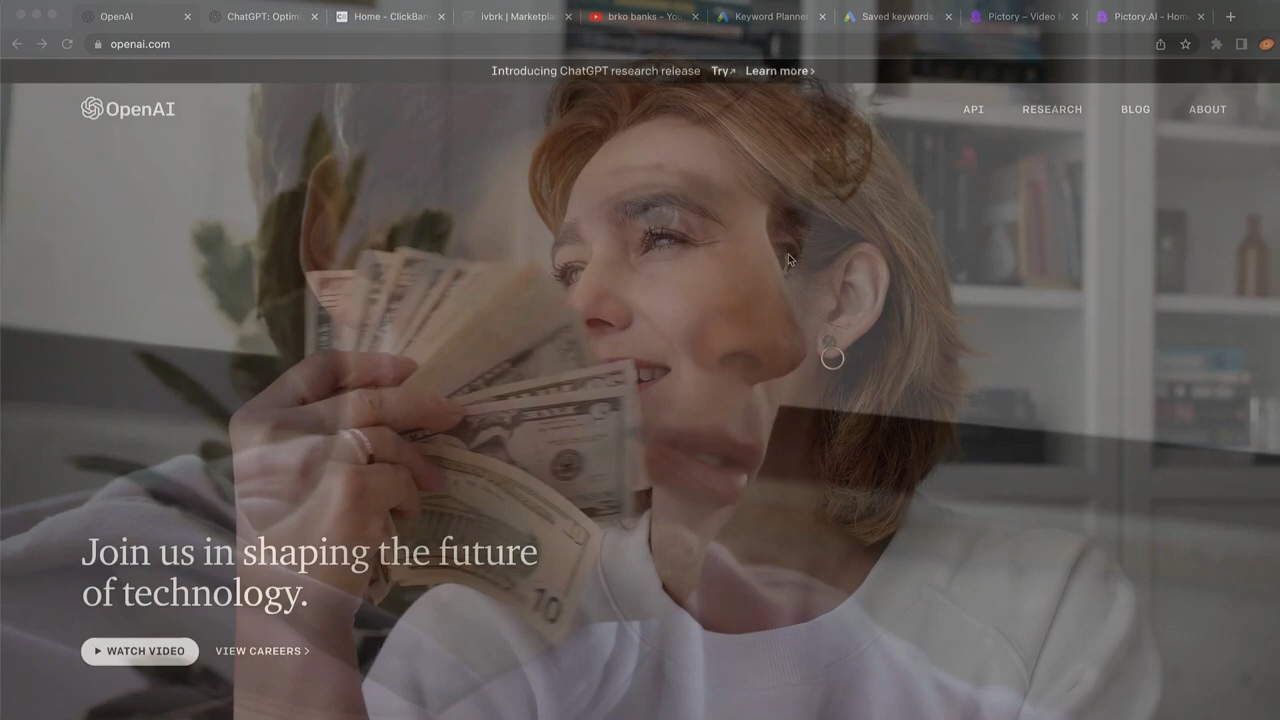 OpenAI
ChatGPT: Optimi
Home - ClickBan
ivbrk | Marketplac
brko banks - You
Keyword Planner
Saved keywords
Pictory – Video M
Pictory.AI - Home
openai.com
Introducing ChatGPT research release Try↗ Learn more >
OpenAI
API RESEARCH BLOG ABOUT
10
Join us in shaping the future
of technology.
WATCH VIDEO VIEW CAREERS >